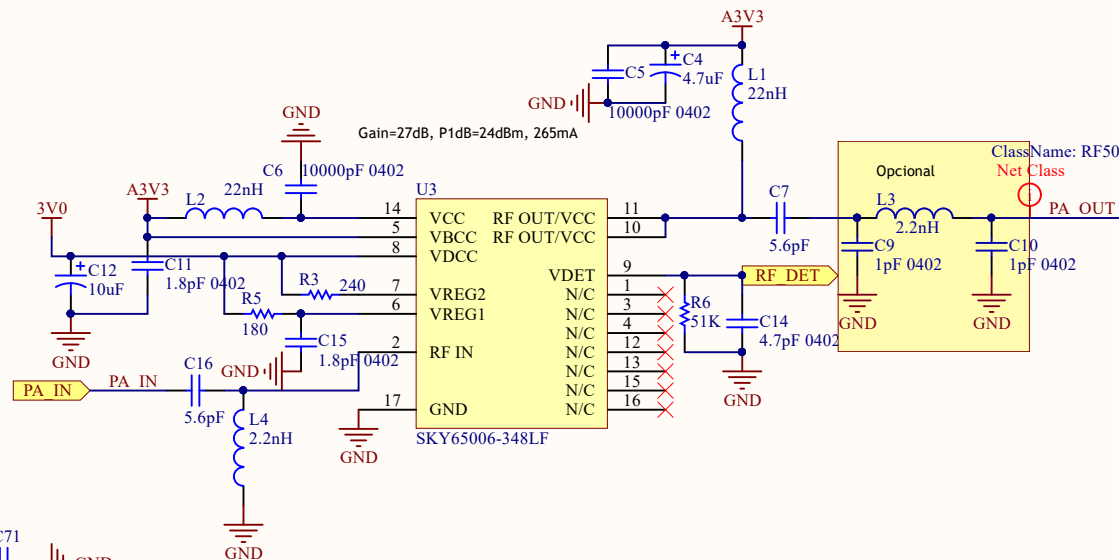 A3V3
C5
C4
4.7uF
L1
22nH
GND
10000pF 0402
GND
Gain=27dB, P1dB=24dBm, 265mA
C6
10000pF 0402
ClassName: RF50
Net Class
1
Opcional
L3
2.2nH
PA_OUT
C7
5.6pF
C9
1pF 0402
C10
1pF 0402
GND
GND
A3V3
L2
22nH
3V0
C12
10uF
C11
1.8pF 0402
GND
R3
240
R5
180
C15
1.8pF 0402
GND
U3
14
VCC
5
VBCC
8
VDCC
7
VREG2
6
VREG1
2
RF IN
17
GND
RF OUT/VCC
11
RF OUT/VCC
10
VDET
9
N/C
1
N/C
3
N/C
4
N/C
12
N/C
13
N/C
15
N/C
16
SKY65006-348LF
RF_DET
R6
51K
C14
4.7pF 0402
GND
PA_IN
PA_IN
C16
5.6pF
L4
2.2nH
GND
GND
GND